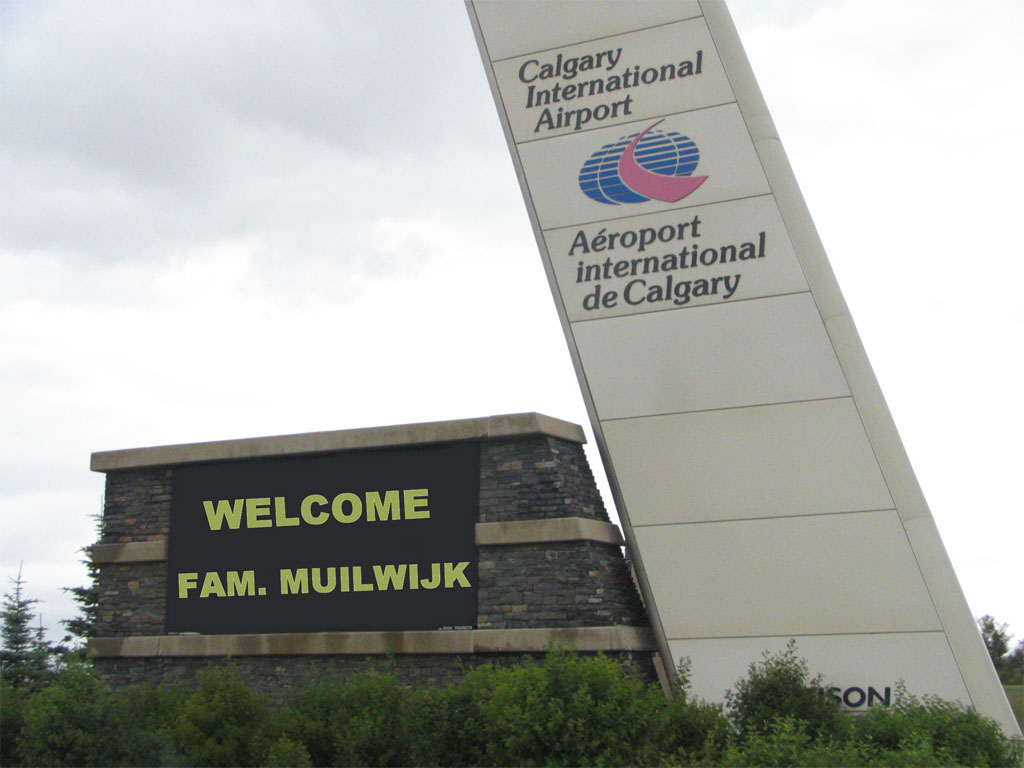 Calgary
International
Airport
Aéroport
international
de Calgary
WELCOME
FAM. MUILWIJK